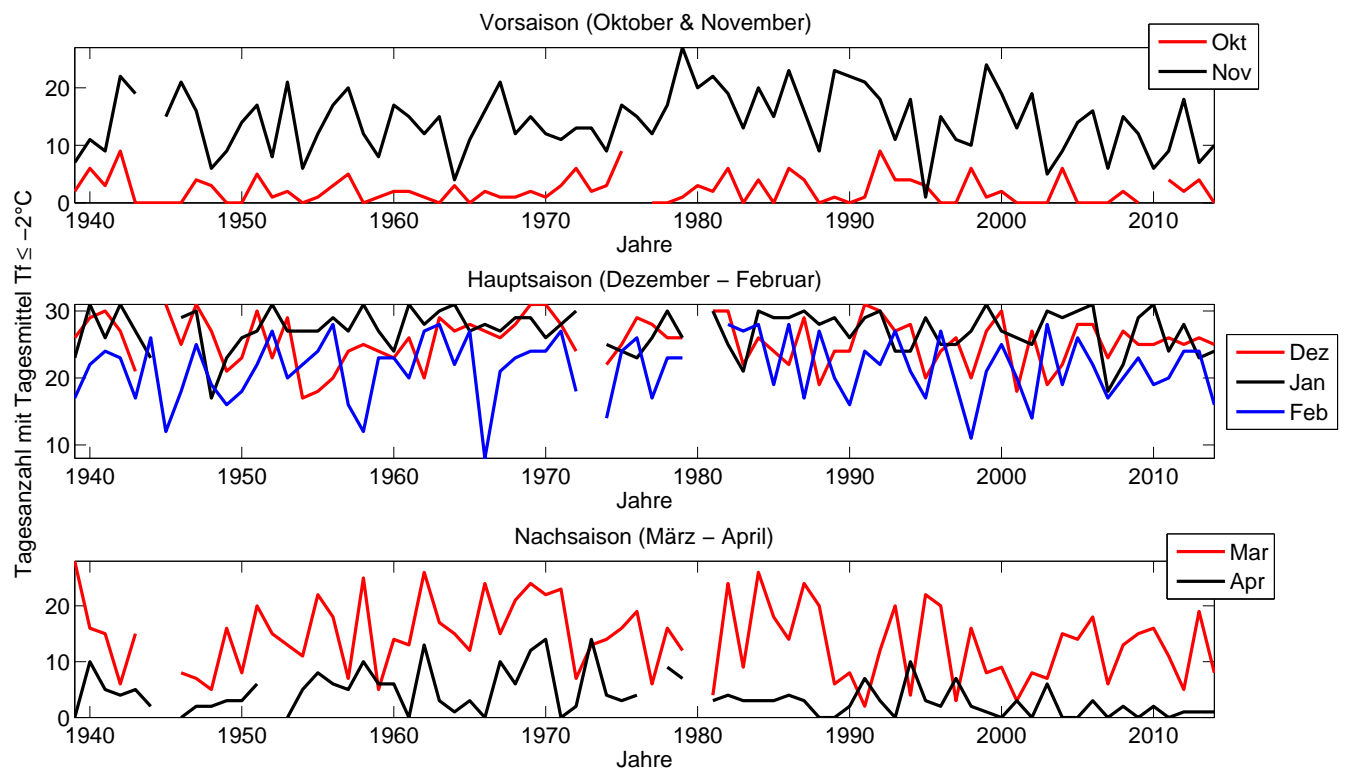 Vorsaison (Oktober & November)
Okt
Nov
20
10
0
1940 1950 1960 1970 1980 1990 2000 2010
Jahre
Tagesanzahl mit Tagesmittel Tf ≤ −2°C
Hauptsaison (Dezember − Februar)
30
20
10
Dez
Jan
Feb
1940 1950 1960 1970 1980 1990 2000 2010
Jahre
Nachsaison (März − April)
Mar
Apr
20
10
0
1940 1950 1960 1970 1980 1990 2000 2010
Jahre